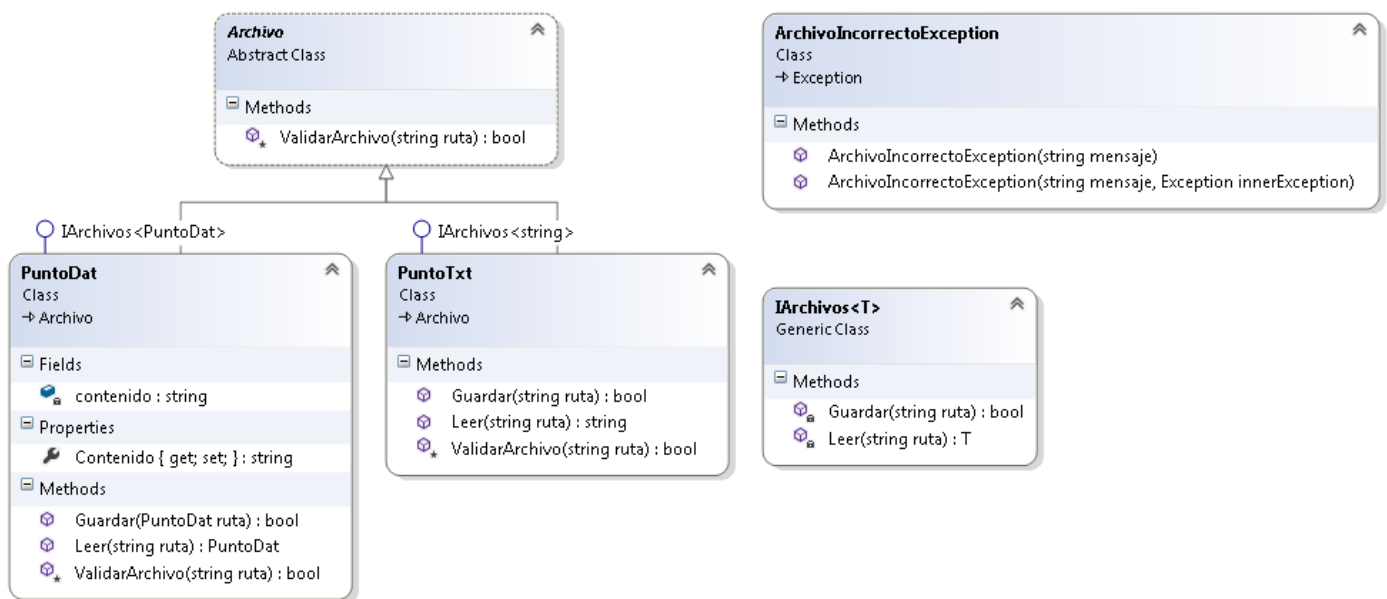 Archivo
Abstract Class
Methods
ValidarArchivo(string ruta) : bool
ArchivoIncorrectoException
Class
Exception
Methods
ArchivoIncorrectoException(string mensaje)
ArchivoIncorrectoException(string mensaje, Exception innerException)
IArchivos<PuntoDat>
PuntoDat
Class
Archivo
Fields
contenido : string
Properties
Contenido { get; set; } : string
Methods
Guardar(PuntoDat ruta) : bool
Leer(string ruta) : PuntoDat
ValidarArchivo(string ruta) : bool
IArchivos<string>
PuntoTxt
Class
Archivo
Methods
Guardar(string ruta) : bool
Leer(string ruta) : string
ValidarArchivo(string ruta) : bool
IArchivos<T>
Generic Class
Methods
Guardar(string ruta) : bool
Leer(string ruta) : T